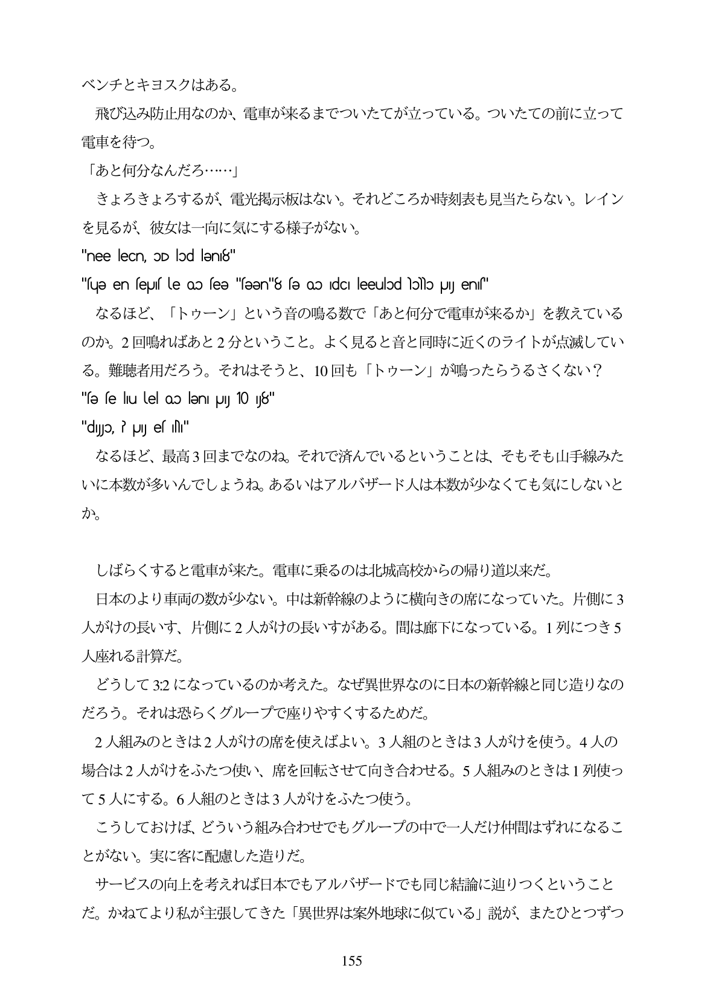 ベンチとキヨスクはある。
飛び込み防止用なのか、電車が来るまでついたてが立っている。ついたての前に立って
電車を待つ。
「あと何分なんだろ……」
きょろきょろするが、電光掲示板はない。それどころか時刻表も見当たらない。レイン
を見るが、彼女は一向に気にする様子がない。
なるほど、「トゥーン」という音の鳴る数で「あと何分で電車が来るか」を教えている
のか。2 回鳴ればあと 2 分ということ。よく見ると音と同時に近くのライトが点滅してい
る。難聴者用だろう。それはそうと、10 回も「トゥーン」が鳴ったらうるさくない？
なるほど、最高 3 回までなのね。それで済んでいるということは、そもそも山手線みた
いに本数が多いんでしょうね。あるいはアルバザード人は本数が少なくても気にしないと
か。
しばらくすると電車が来た。電車に乗るのは北城高校からの帰り道以来だ。
日本のより車両の数が少ない。中は新幹線のように横向きの席になっていた。片側に 3
人がけの長いす、片側に 2 人がけの長いすがある。間は廊下になっている。1 列につき 5
人座れる計算だ。
どうして 3:2 になっているのか考えた。なぜ異世界なのに日本の新幹線と同じ造りなの
だろう。それは恐らくグループで座りやすくするためだ。
2 人組みのときは 2 人がけの席を使えばよい。3 人組のときは 3 人がけを使う。4 人の
場合は 2 人がけをふたつ使い、席を回転させて向き合わせる。5 人組みのときは 1 列使っ
て 5 人にする。6 人組のときは 3 人がけをふたつ使う。
こうしておけば、どういう組み合わせでもグループの中で一人だけ仲間はずれになるこ
とがない。実に客に配慮した造りだ。
サービスの向上を考えれば日本でもアルバザードでも同じ結論に辿りつくということ
だ。かねてより私が主張してきた「異世界は案外地球に似ている」説が、またひとつずつ
155